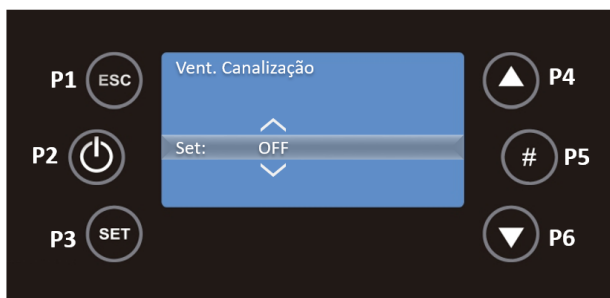 P1 ESC
Vent. Canalização
P4
P2
Set: OFF
# P5
P3 SET
P6